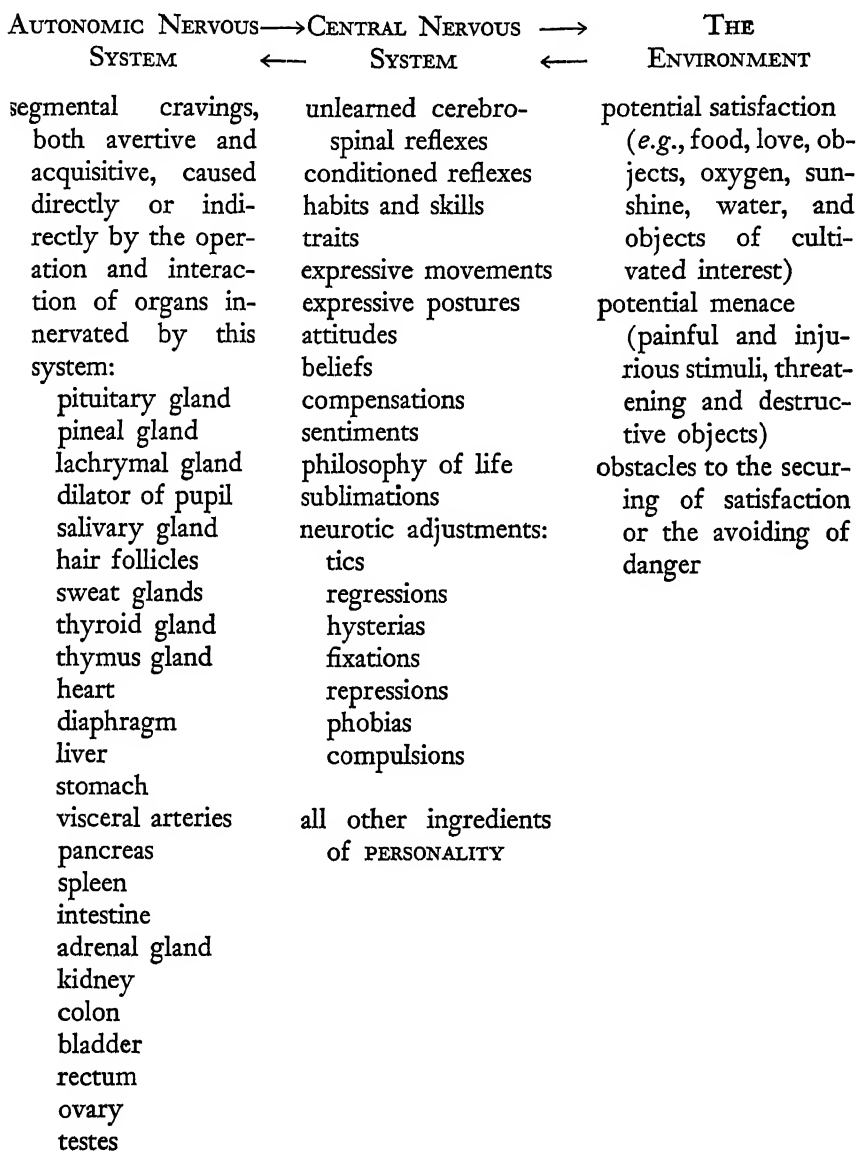 AUTONOMIC NERVOUS⟶CENTRAL NERVOUS ⟶ THE
SYSTEM ⟵ SYSTEM ⟵ ENVIRONMENT
segmental cravings,
both avertive and
acquisitive, caused
directly or indi-
rectly by the oper-
ation and interac-
tion of organs in-
nervated by this
system:
pituitary gland
pineal gland
lachrymal gland
dilator of pupil
salivary gland
hair follicles
sweat glands
thyroid gland
thymus gland
heart
diaphragm
liver
stomach
visceral arteries
pancreas
spleen
intestine
adrenal gland
kidney
colon
bladder
rectum
ovary
testes
unlearned cerebro-
spinal reflexes
conditioned reflexes
habits and skills
traits
expressive movements
expressive postures
attitudes
beliefs
compensations
sentiments
philosophy of life
sublimations
neurotic adjustments:
tics
regressions
hysterias
fixations
repressions
phobias
compulsions
all other ingredients
of PERSONALITY
potential satisfaction
(e.g., food, love, ob-
jects, oxygen, sun-
shine, water, and
objects of culti-
vated interest)
potential menace
(painful and inju-
rious stimuli, threat-
ening and destruc-
tive objects)
obstacles to the secur-
ing of satisfaction
or the avoiding of
danger